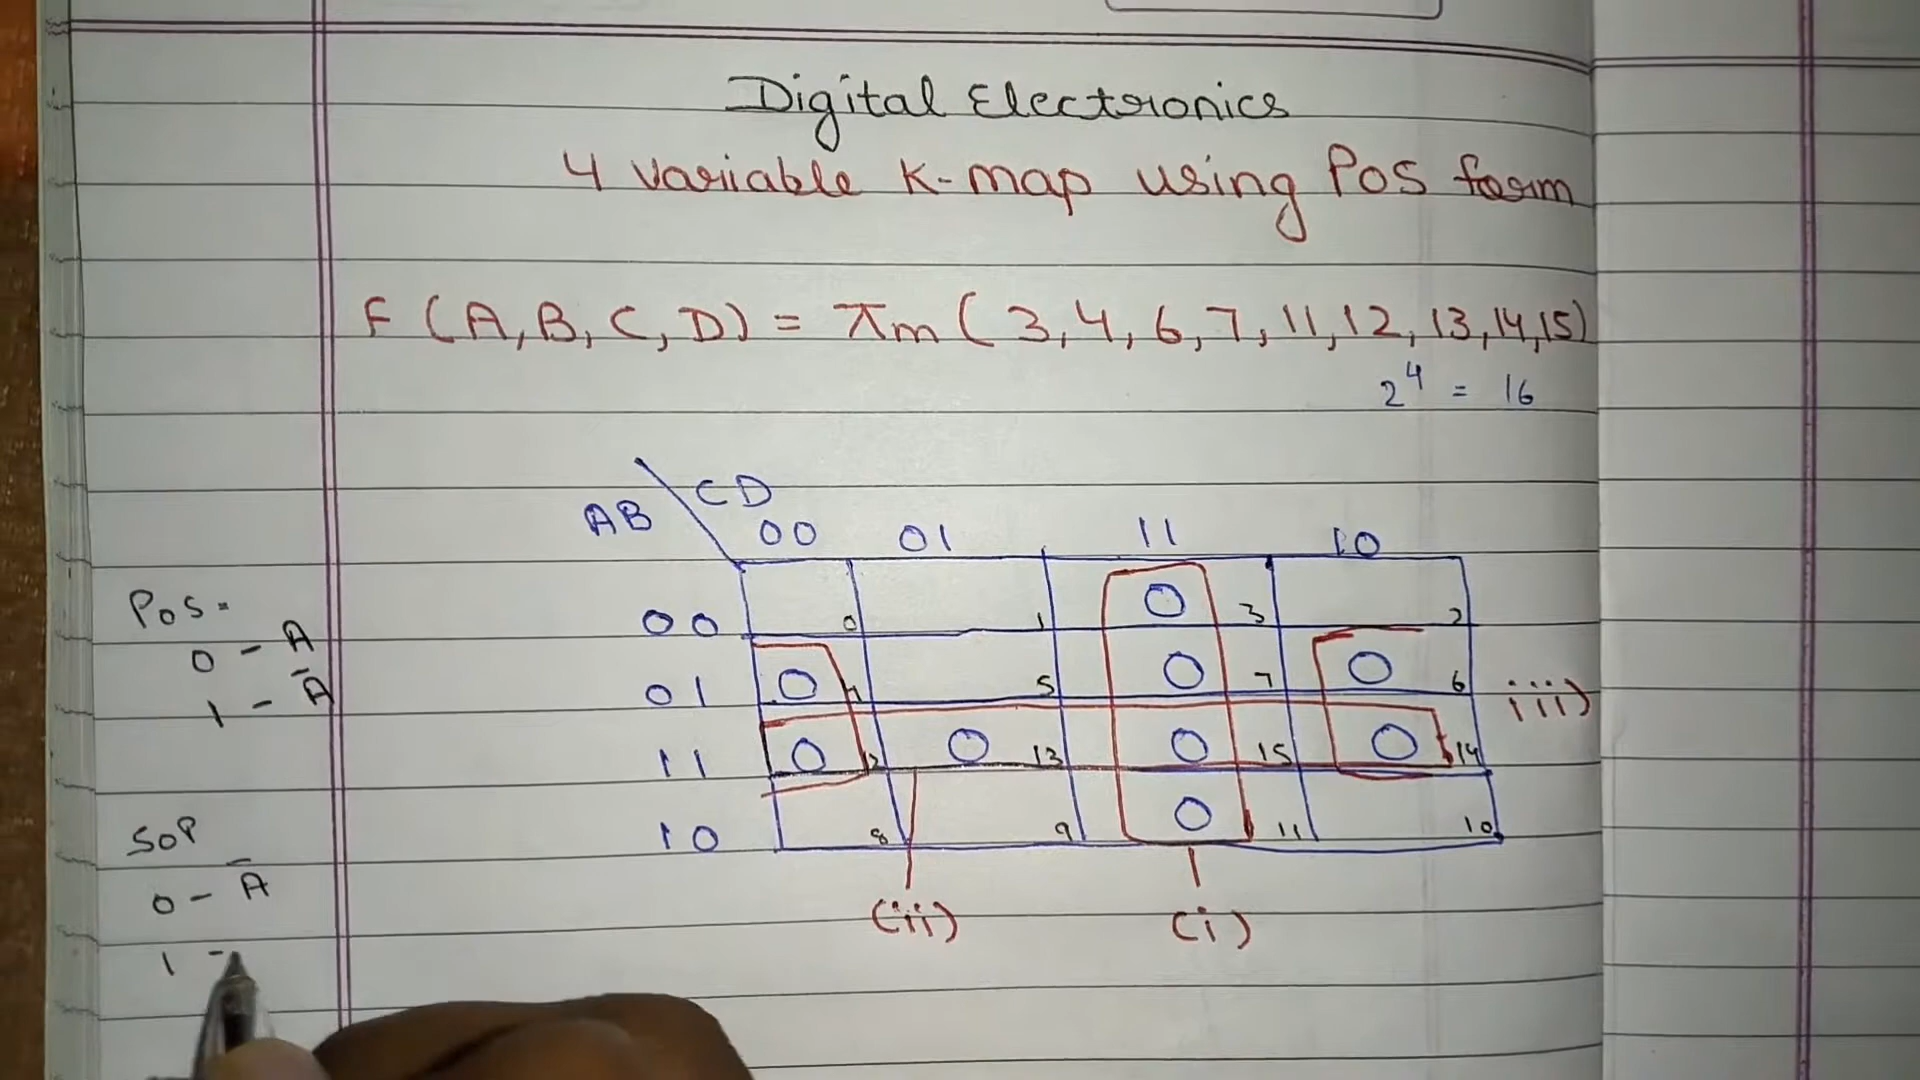 Digital Electronics
4 variable K-map using POS form
F (A, B, C, D) = πm ( 3, 4, 6, 7, 11, 12, 13, 14, 15)
2⁴ = 16
AB CD
00 01 11 10
00 0 1 0 3 2
01 0 4 5 0 7 0 6 iii)
11 0 12 0 13 0 15 0 14
10 8 9 0 11 10
(ii) (i)
POS =
0 - A
1 - A̅
SOP
0 - A̅
1 -